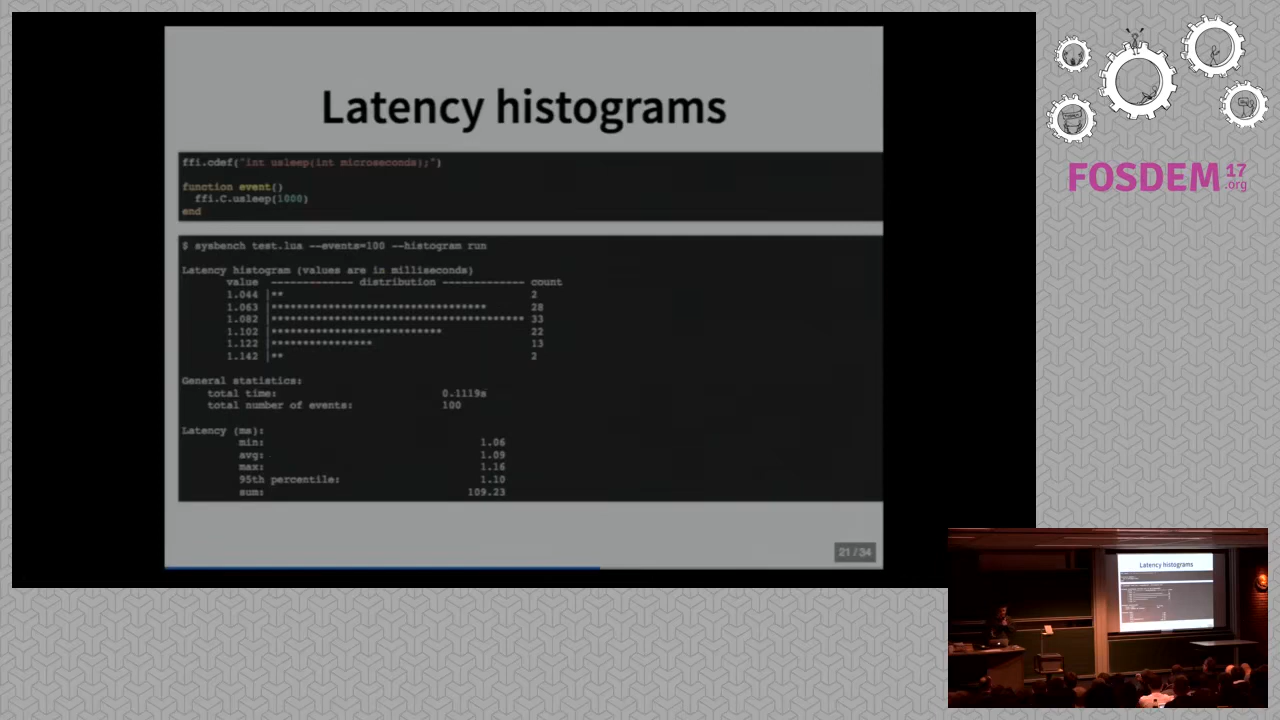 Latency histograms
ffi.cdef("int usleep(int microseconds);")
function event()
  ffi.C.usleep(1000)
end
$ sysbench test.lua --events=100 --histogram run
Latency histogram (values are in milliseconds)
       value  ------------- distribution ------------- count
       1.044 |**                                       2
       1.063 |**********************************       28
       1.082 |**************************************** 33
       1.102 |***************************              22
       1.122 |****************                         13
       1.142 |**                                       2
General statistics:
    total time:                          0.1119s
    total number of events:              100
Latency (ms):
         min:                                  1.06
         avg:                                  1.09
         max:                                  1.16
         95th percentile:                      1.10
         sum:                                109.23
21 / 34
FOSDEM 17
.org
Latency histograms